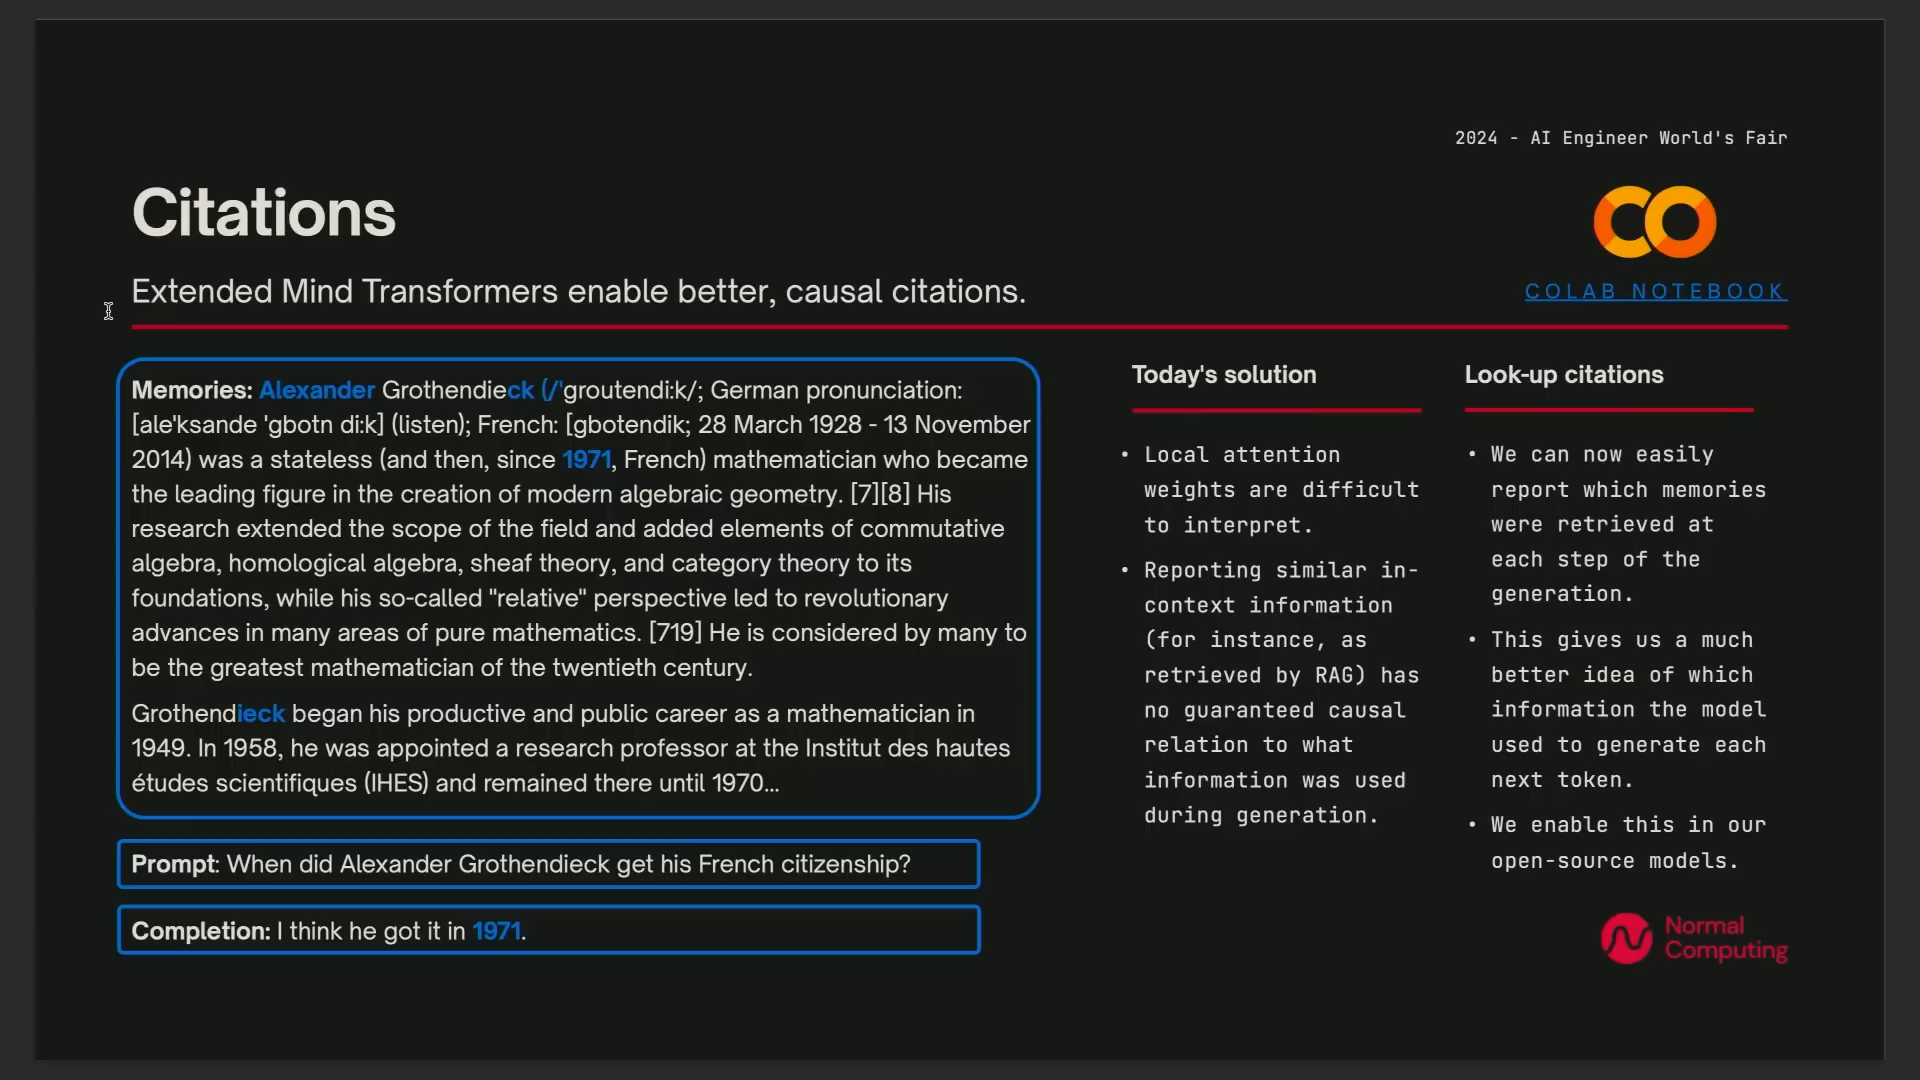 2024 - AI Engineer World's Fair
Citations
Extended Mind Transformers enable better, causal citations.
COLAB NOTEBOOK
Memories: Alexander Grothendieck (/'groutendi:k/; German pronunciation:
[ale'ksande 'gbotn di:k] (listen); French: [gbotendik; 28 March 1928 - 13 November
2014) was a stateless (and then, since 1971, French) mathematician who became
the leading figure in the creation of modern algebraic geometry. [7][8] His
research extended the scope of the field and added elements of commutative
algebra, homological algebra, sheaf theory, and category theory to its
foundations, while his so-called "relative" perspective led to revolutionary
advances in many areas of pure mathematics. [719] He is considered by many to
be the greatest mathematician of the twentieth century.
Grothendieck began his productive and public career as a mathematician in
1949. In 1958, he was appointed a research professor at the Institut des hautes
études scientifiques (IHES) and remained there until 1970...
Prompt: When did Alexander Grothendieck get his French citizenship?
Completion: I think he got it in 1971.
Today's solution
• Local attention
weights are difficult
to interpret.
• Reporting similar in-
context information
(for instance, as
retrieved by RAG) has
no guaranteed causal
relation to what
information was used
during generation.
Look-up citations
• We can now easily
report which memories
were retrieved at
each step of the
generation.
• This gives us a much
better idea of which
information the model
used to generate each
next token.
• We enable this in our
open-source models.
Normal
Computing